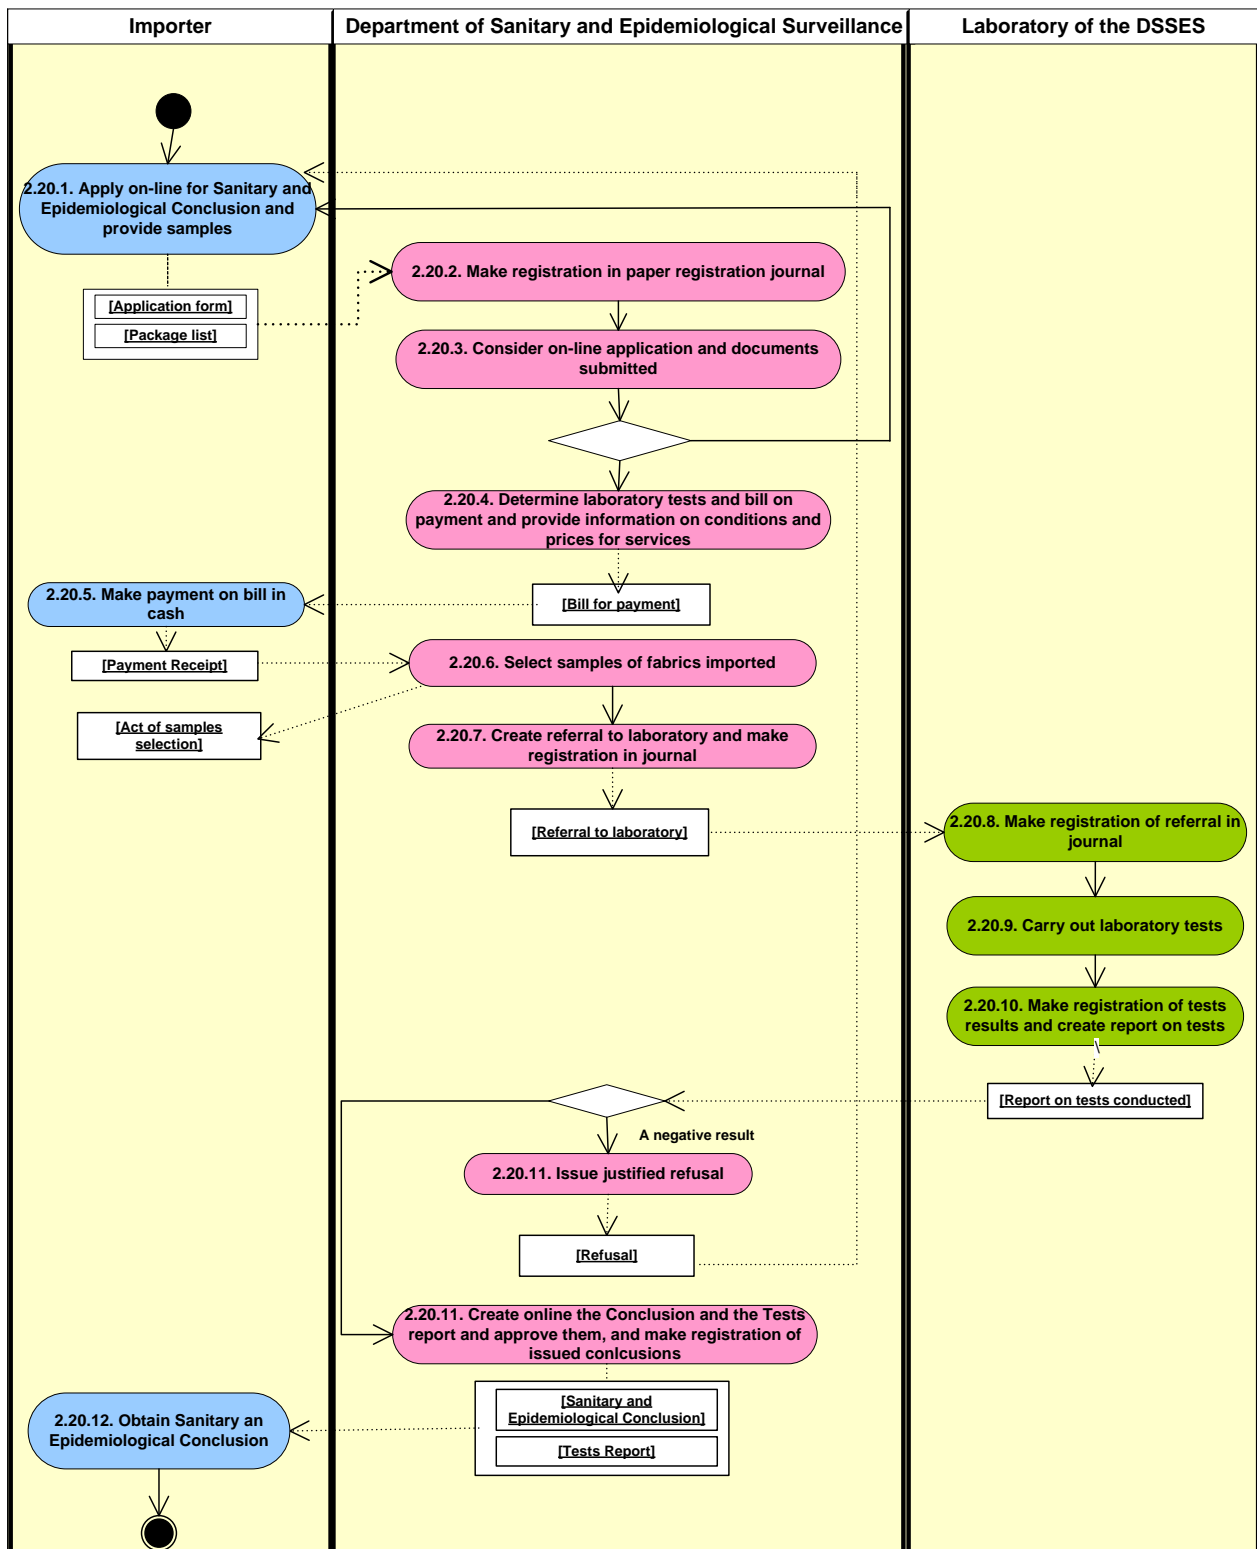 Importer
Department of Sanitary and Epidemiological Surveillance
Laboratory of the DSSES
2.20.1. Apply on-line for Sanitary and
Epidemiological Conclusion and
provide samples
[Application form]
[Package list]
2.20.2. Make registration in paper registration journal
2.20.3. Consider on-line application and documents
submitted
2.20.4. Determine laboratory tests and bill on
payment and provide information on conditions and
prices for services
[Bill for payment]
2.20.5. Make payment on bill in
cash
[Payment Receipt]
2.20.6. Select samples of fabrics imported
[Act of samples
selection]
2.20.7. Create referral to laboratory and make
registration in journal
[Referral to laboratory]
2.20.8. Make registration of referral in
journal
2.20.9. Carry out laboratory tests
2.20.10. Make registration of tests
results and create report on tests
\
[Report on tests conducted]
A negative result
2.20.11. Issue justified refusal
[Refusal]
2.20.11. Create online the Conclusion and the Tests
report and approve them, and make registration of
issued conlcusions
[Sanitary and
Epidemiological Conclusion]
[Tests Report]
2.20.12. Obtain Sanitary an
Epidemiological Conclusion